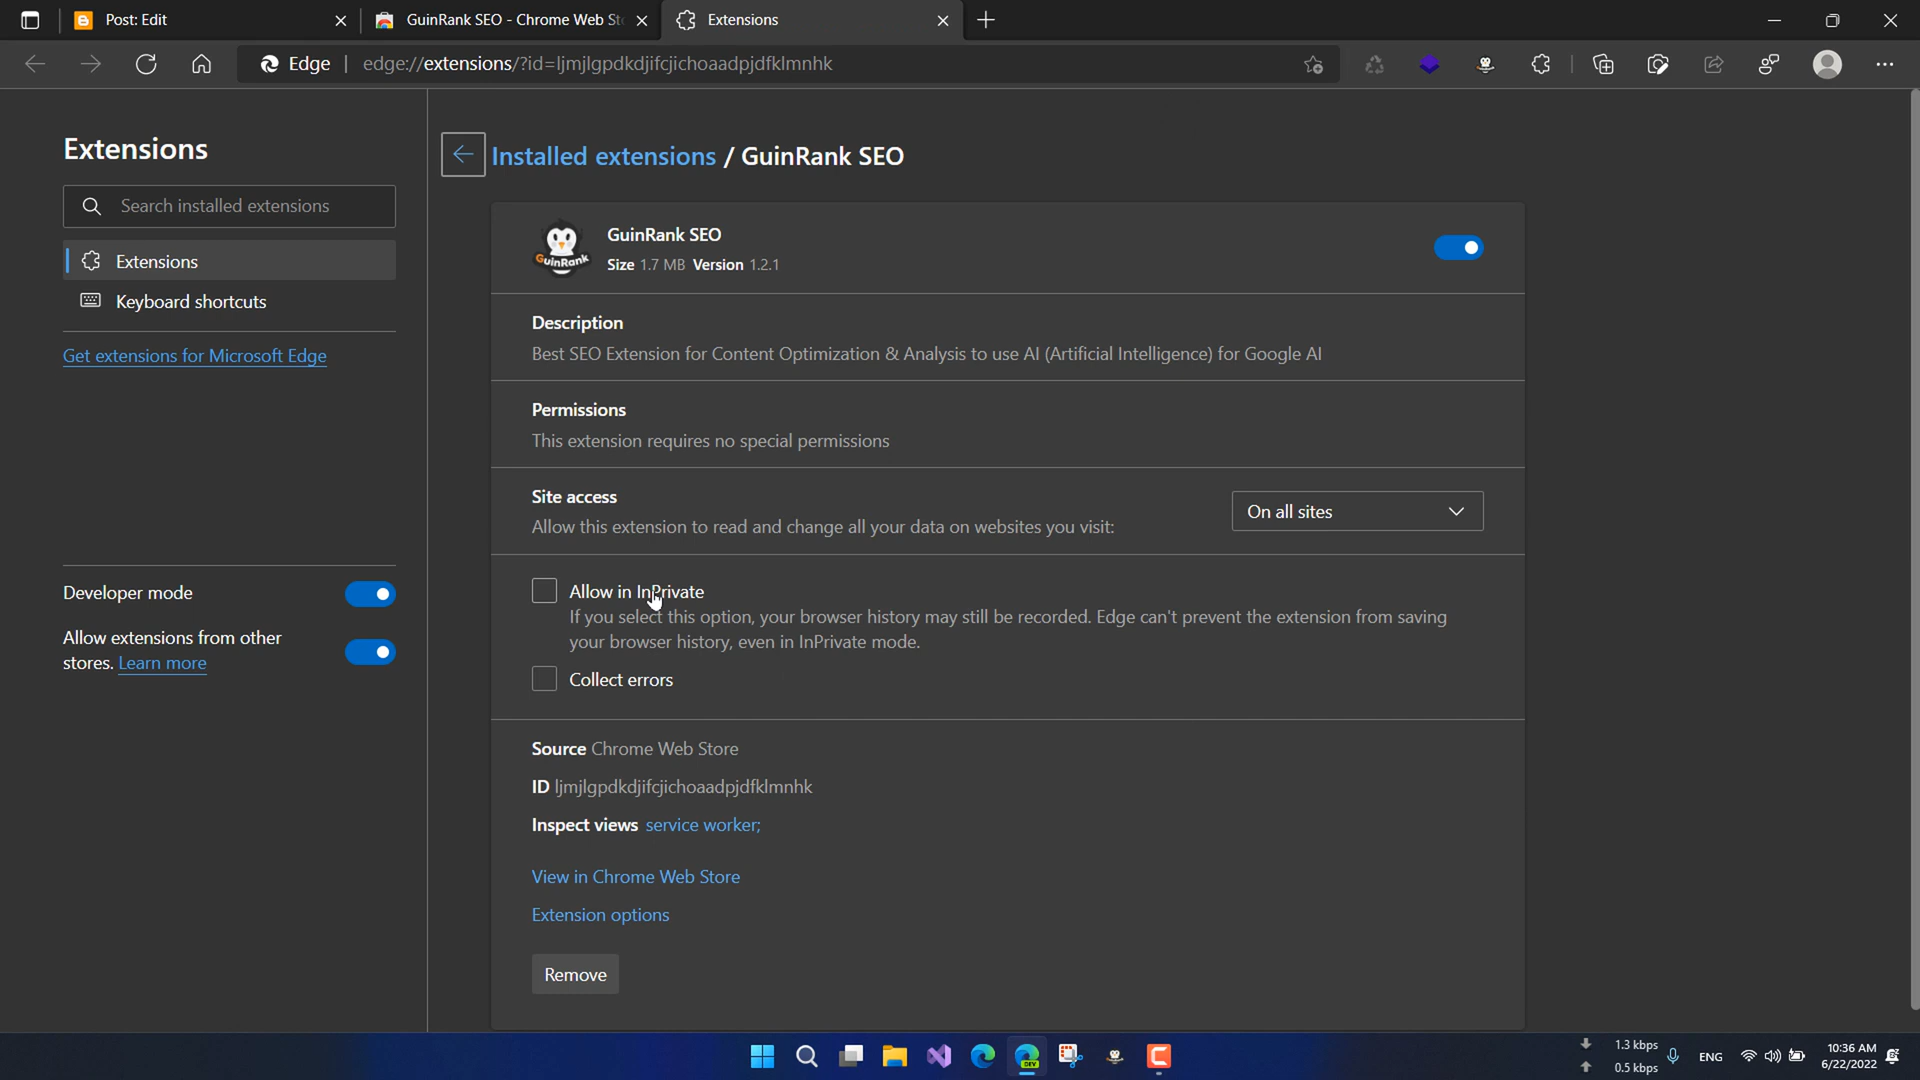 Post: Edit
GuinRank SEO - Chrome Web St
Extensions
Edge
edge://extensions/?id=ljmjlgpdkdjifcjichoaadpjdfklmnhk
Extensions
Search installed extensions
Extensions
Keyboard shortcuts
Get extensions for Microsoft Edge
Developer mode
Allow extensions from other
stores. Learn more
Installed extensions / GuinRank SEO
GuinRank
GuinRank SEO
Size 1.7 MB Version 1.2.1
Description
Best SEO Extension for Content Optimization & Analysis to use AI (Artificial Intelligence) for Google AI
Permissions
This extension requires no special permissions
Site access
Allow this extension to read and change all your data on websites you visit:
On all sites
Allow in InPrivate
If you select this option, your browser history may still be recorded. Edge can't prevent the extension from saving
your browser history, even in InPrivate mode.
Collect errors
Source Chrome Web Store
ID ljmjlgpdkdjifcjichoaadpjdfklmnhk
Inspect views service worker;
View in Chrome Web Store
Extension options
Remove
DEV
1.3 kbps
0.5 kbps
ENG
10:36 AM
6/22/2022